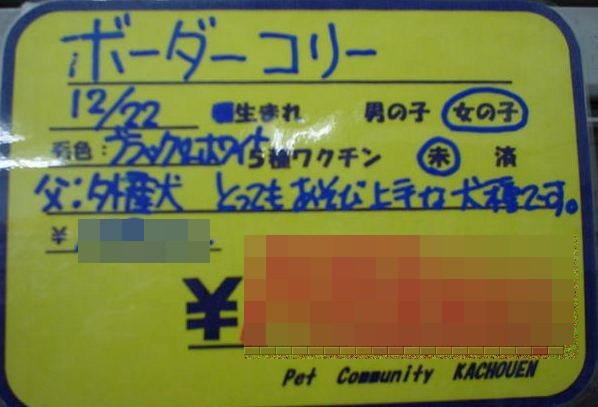 ボーダーコリー
12/22 生まれ 男の子 女の子
毛色:ブラック&ホワイト 5種ワクチン 未 済
父:外産犬 とってもあそび上手な犬種です。
¥
¥
Pet Community KACHOUEN